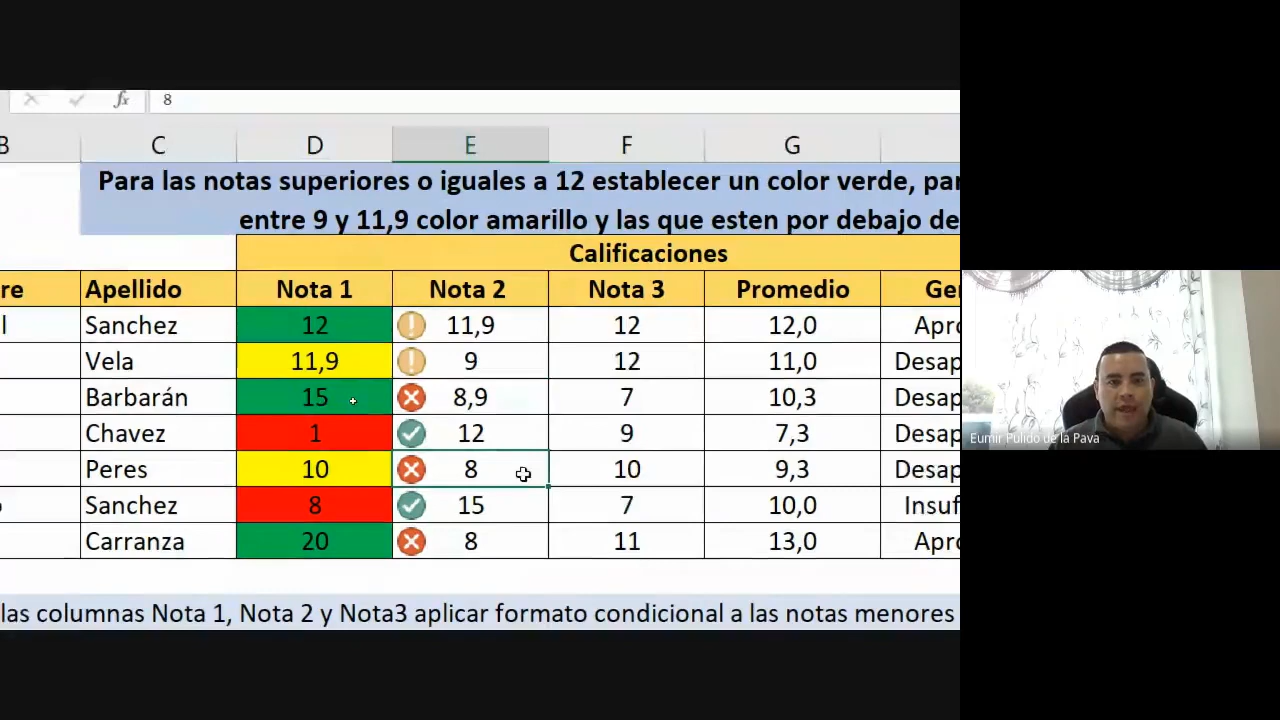 fx 8
B C D E F G
Para las notas superiores o iguales a 12 establecer un color verde, par
entre 9 y 11,9 color amarillo y las que esten por debajo de
Calificaciones
re Apellido Nota 1 Nota 2 Nota 3 Promedio Ger
l Sanchez 12 11,9 12 12,0 Apro
Vela 11,9 9 12 11,0 Desap
Barbarán 15 8,9 7 10,3 Desap
Chavez 1 12 9 7,3 Desap
Peres 10 8 10 9,3 Desap
o Sanchez 8 15 7 10,0 Insuf
Carranza 20 8 11 13,0 Apro
las columnas Nota 1, Nota 2 y Nota3 aplicar formato condicional a las notas menores
Eumir Pulido de la Pava